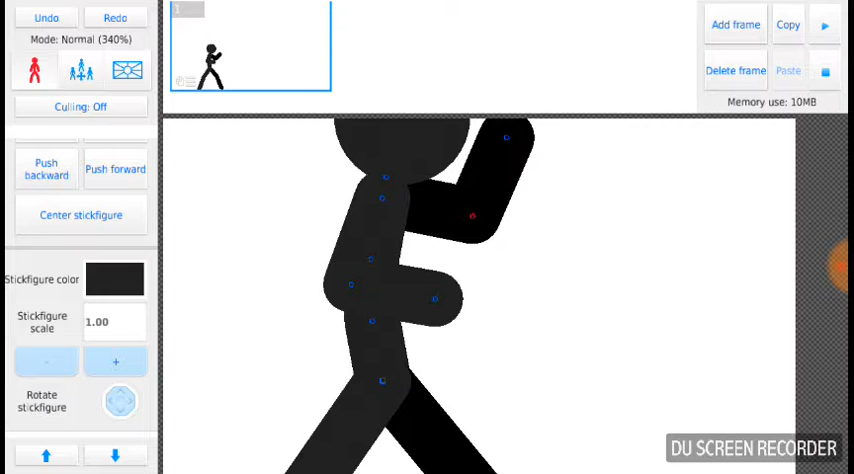 Undo Redo
Mode: Normal (340%)
Culling: Off
Push backward
Push forward
Center stickfigure
Stickfigure color
Stickfigure scale
1.00
-
+
Rotate stickfigure
1
Add frame Copy
Delete frame Paste
Memory use: 10MB
DU SCREEN RECORDER